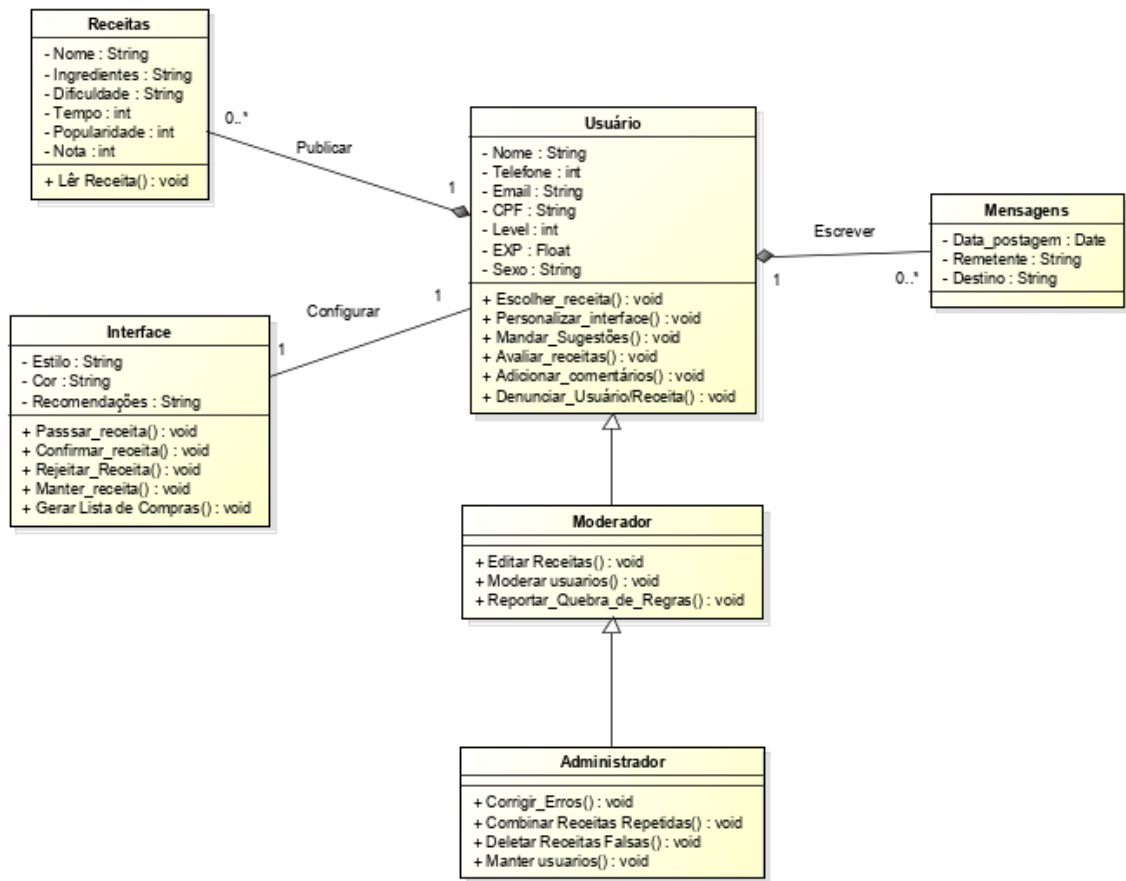 Receitas
- Nome : String
- Ingredientes : String
- Dificuldade : String
- Tempo : int
- Popularidade : int
- Nota : int
+ Lêr Receita() : void
0..*
Publicar
1
Usuário
- Nome : String
- Telefone : int
- Email : String
- CPF : String
- Level : int
- EXP : Float
- Sexo : String
+ Escolher_receita() : void
+ Personalizar_interface() : void
+ Mandar_Sugestões() : void
+ Avaliar_receitas() : void
+ Adicionar_comentários() : void
+ Denunciar_Usuário/Receita() : void
Escrever
1
0..*
Mensagens
- Data_postagem : Date
- Remetente : String
- Destino : String
Configurar
1
1
Interface
- Estilo : String
- Cor : String
- Recomendações : String
+ Passsar_receita() : void
+ Confirmar_receita() : void
+ Rejeitar_Receita() : void
+ Manter_receita() : void
+ Gerar Lista de Compras() : void
Moderador
+ Editar Receitas() : void
+ Moderar usuarios() : void
+ Reportar_Quebra_de_Regras() : void
Administrador
+ Corrigir_Erros() : void
+ Combinar Receitas Repetidas() : void
+ Deletar Receitas Falsas() : void
+ Manter usuarios() : void